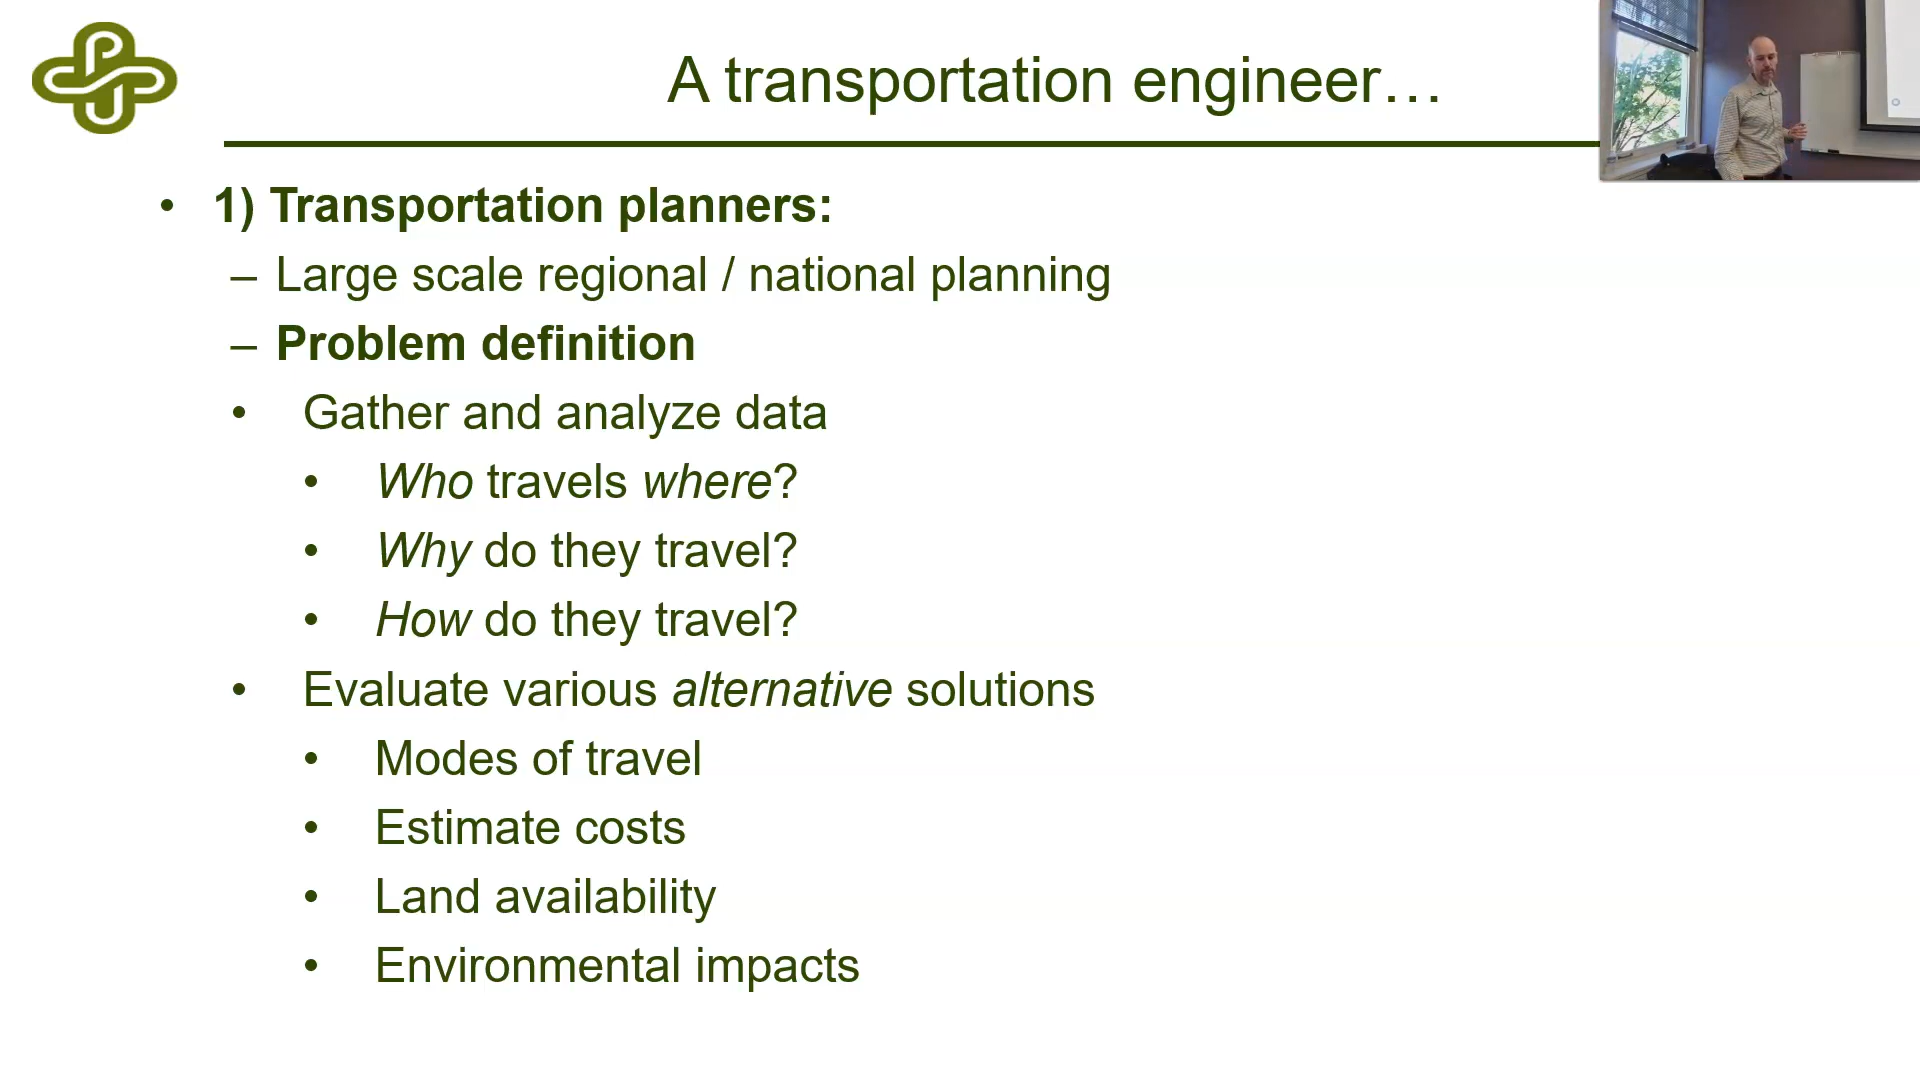 A transportation engineer…
• 1) Transportation planners:
– Large scale regional / national planning
– Problem definition
• Gather and analyze data
• Who travels where?
• Why do they travel?
• How do they travel?
• Evaluate various alternative solutions
• Modes of travel
• Estimate costs
• Land availability
• Environmental impacts